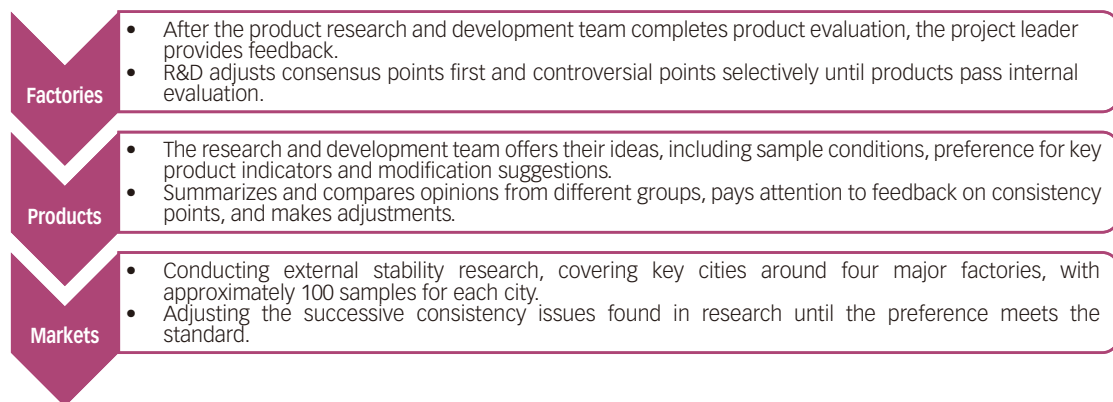 • After the product research and development team completes product evaluation, the project leader
provides feedback.
• R&D adjusts consensus points first and controversial points selectively until products pass internal
evaluation.
Factories
• The research and development team offers their ideas, including sample conditions, preference for key
product indicators and modification suggestions.
• Summarizes and compares opinions from different groups, pays attention to feedback on consistency
points, and makes adjustments.
Products
• Conducting external stability research, covering key cities around four major factories, with
approximately 100 samples for each city.
• Adjusting the successive consistency issues found in research until the preference meets the
standard.
Markets